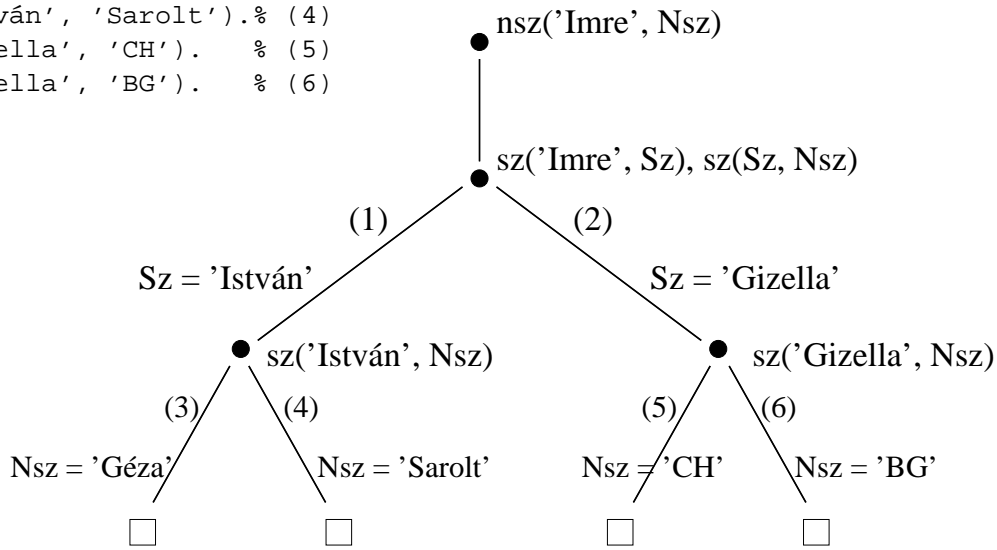 ván', 'Sarolt').% (4)
ella', 'CH').   % (5)
ella', 'BG').   % (6)
nsz('Imre', Nsz)
sz('Imre', Sz), sz(Sz, Nsz)
(1)
(2)
Sz = 'István'
Sz = 'Gizella'
sz('István', Nsz)
sz('Gizella', Nsz)
(3)
(4)
(5)
(6)
Nsz = 'Géza'
Nsz = 'Sarolt'
Nsz = 'CH'
Nsz = 'BG'